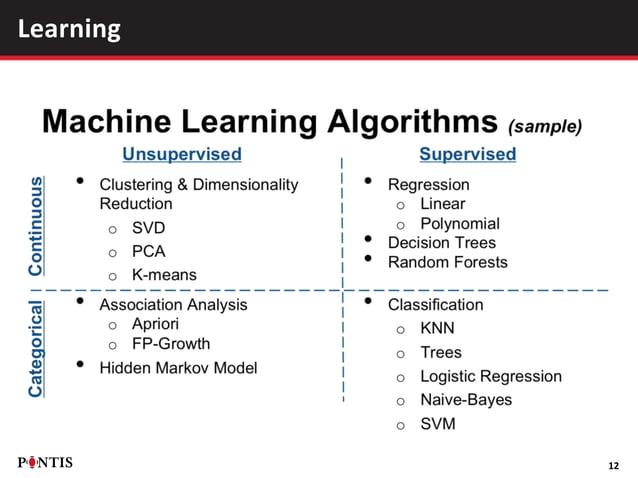 Learning
Machine Learning Algorithms (sample)
Unsupervised
Supervised
Continuous
• Clustering & Dimensionality
Reduction
o SVD
o PCA
o K-means
• Regression
o Linear
o Polynomial
• Decision Trees
• Random Forests
Categorical
• Association Analysis
o Apriori
o FP-Growth
• Hidden Markov Model
• Classification
o KNN
o Trees
o Logistic Regression
o Naive-Bayes
o SVM
PONTIS
12